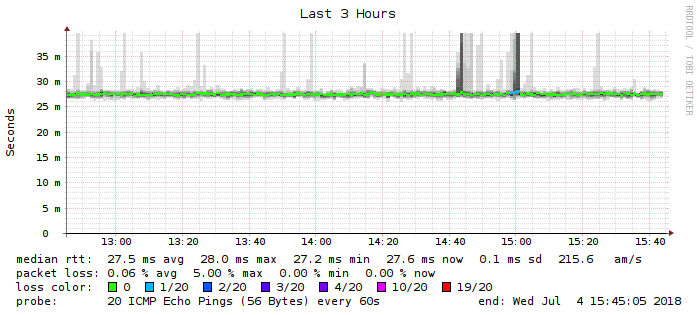 Last 3 Hours
RRDTOOL / TOBI OETIKER
Seconds
35 m
30 m
25 m
20 m
15 m
10 m
5 m
0
13:00 13:20 13:40 14:00 14:20 14:40 15:00 15:20 15:40
median rtt: 27.5 ms avg 28.0 ms max 27.2 ms min 27.6 ms now 0.1 ms sd 215.6 am/s
packet loss: 0.06 % avg 5.00 % max 0.00 % min 0.00 % now
loss color: 0 1/20 2/20 3/20 4/20 10/20 19/20
probe: 20 ICMP Echo Pings (56 Bytes) every 60s end: Wed Jul 4 15:45:05 2018